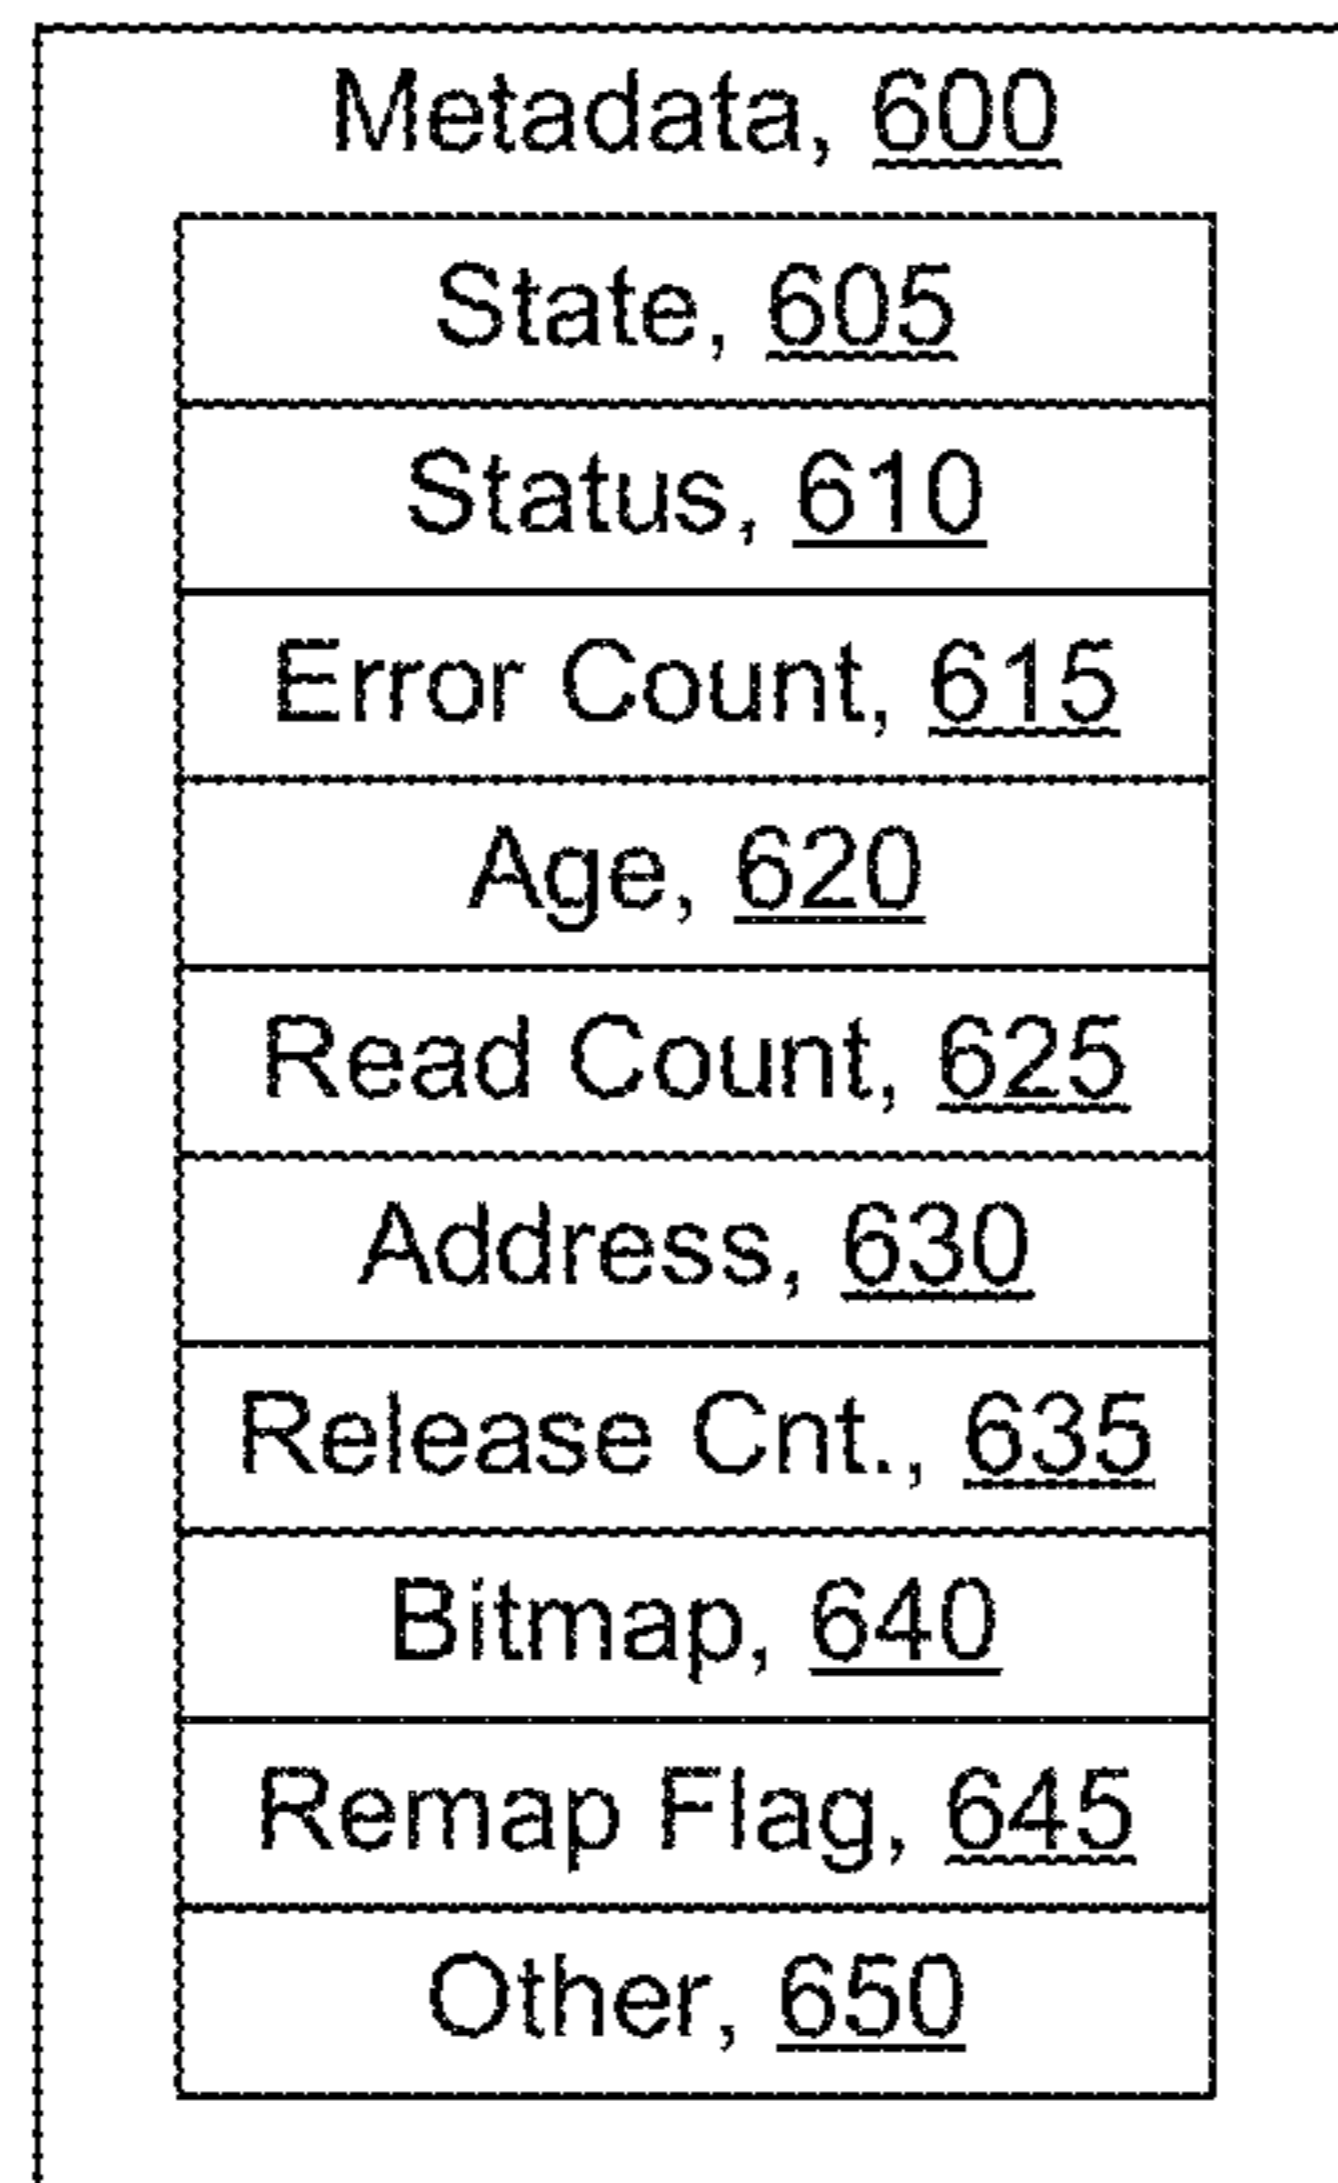 Metadata, 600
State, 605
Status, 610
Error Count, 615
Age, 620
Read Count, 625
Address, 630
Release Cnt., 635
Bitmap, 640
Remap Flag, 645
Other, 650